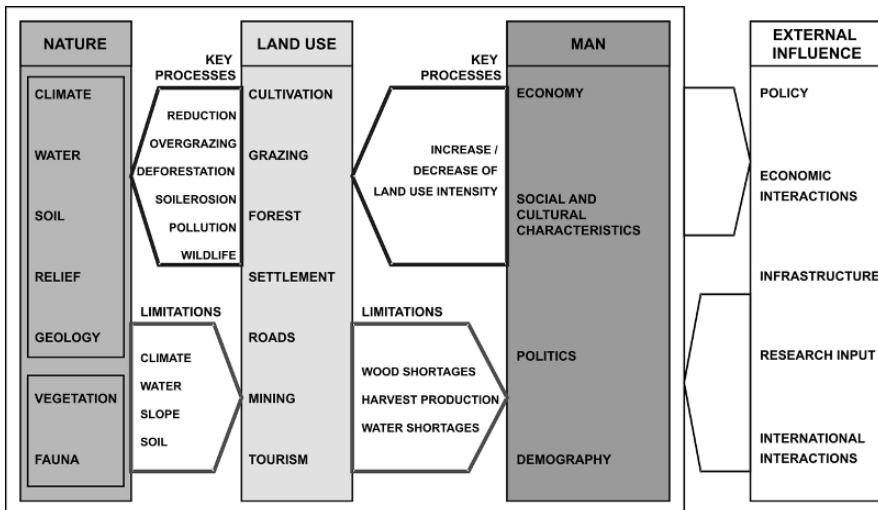 NATURE
CLIMATE
WATER
SOIL
RELIEF
GEOLOGY
VEGETATION
FAUNA
KEY
PROCESSES
REDUCTION
OVERGRAZING
DEFORESTATION
SOILEROSION
POLLUTION
WILDLIFE
LIMITATIONS
CLIMATE
WATER
SLOPE
SOIL
LAND USE
CULTIVATION
GRAZING
FOREST
SETTLEMENT
ROADS
MINING
TOURISM
KEY
PROCESSES
INCREASE /
DECREASE OF
LAND USE INTENSITY
LIMITATIONS
WOOD SHORTAGES
HARVEST PRODUCTION
WATER SHORTAGES
MAN
ECONOMY
SOCIAL AND
CULTURAL
CHARACTERISTICS
POLITICS
DEMOGRAPHY
EXTERNAL
INFLUENCE
POLICY
ECONOMIC
INTERACTIONS
INFRASTRUCTURE
RESEARCH INPUT
INTERNATIONAL
INTERACTIONS